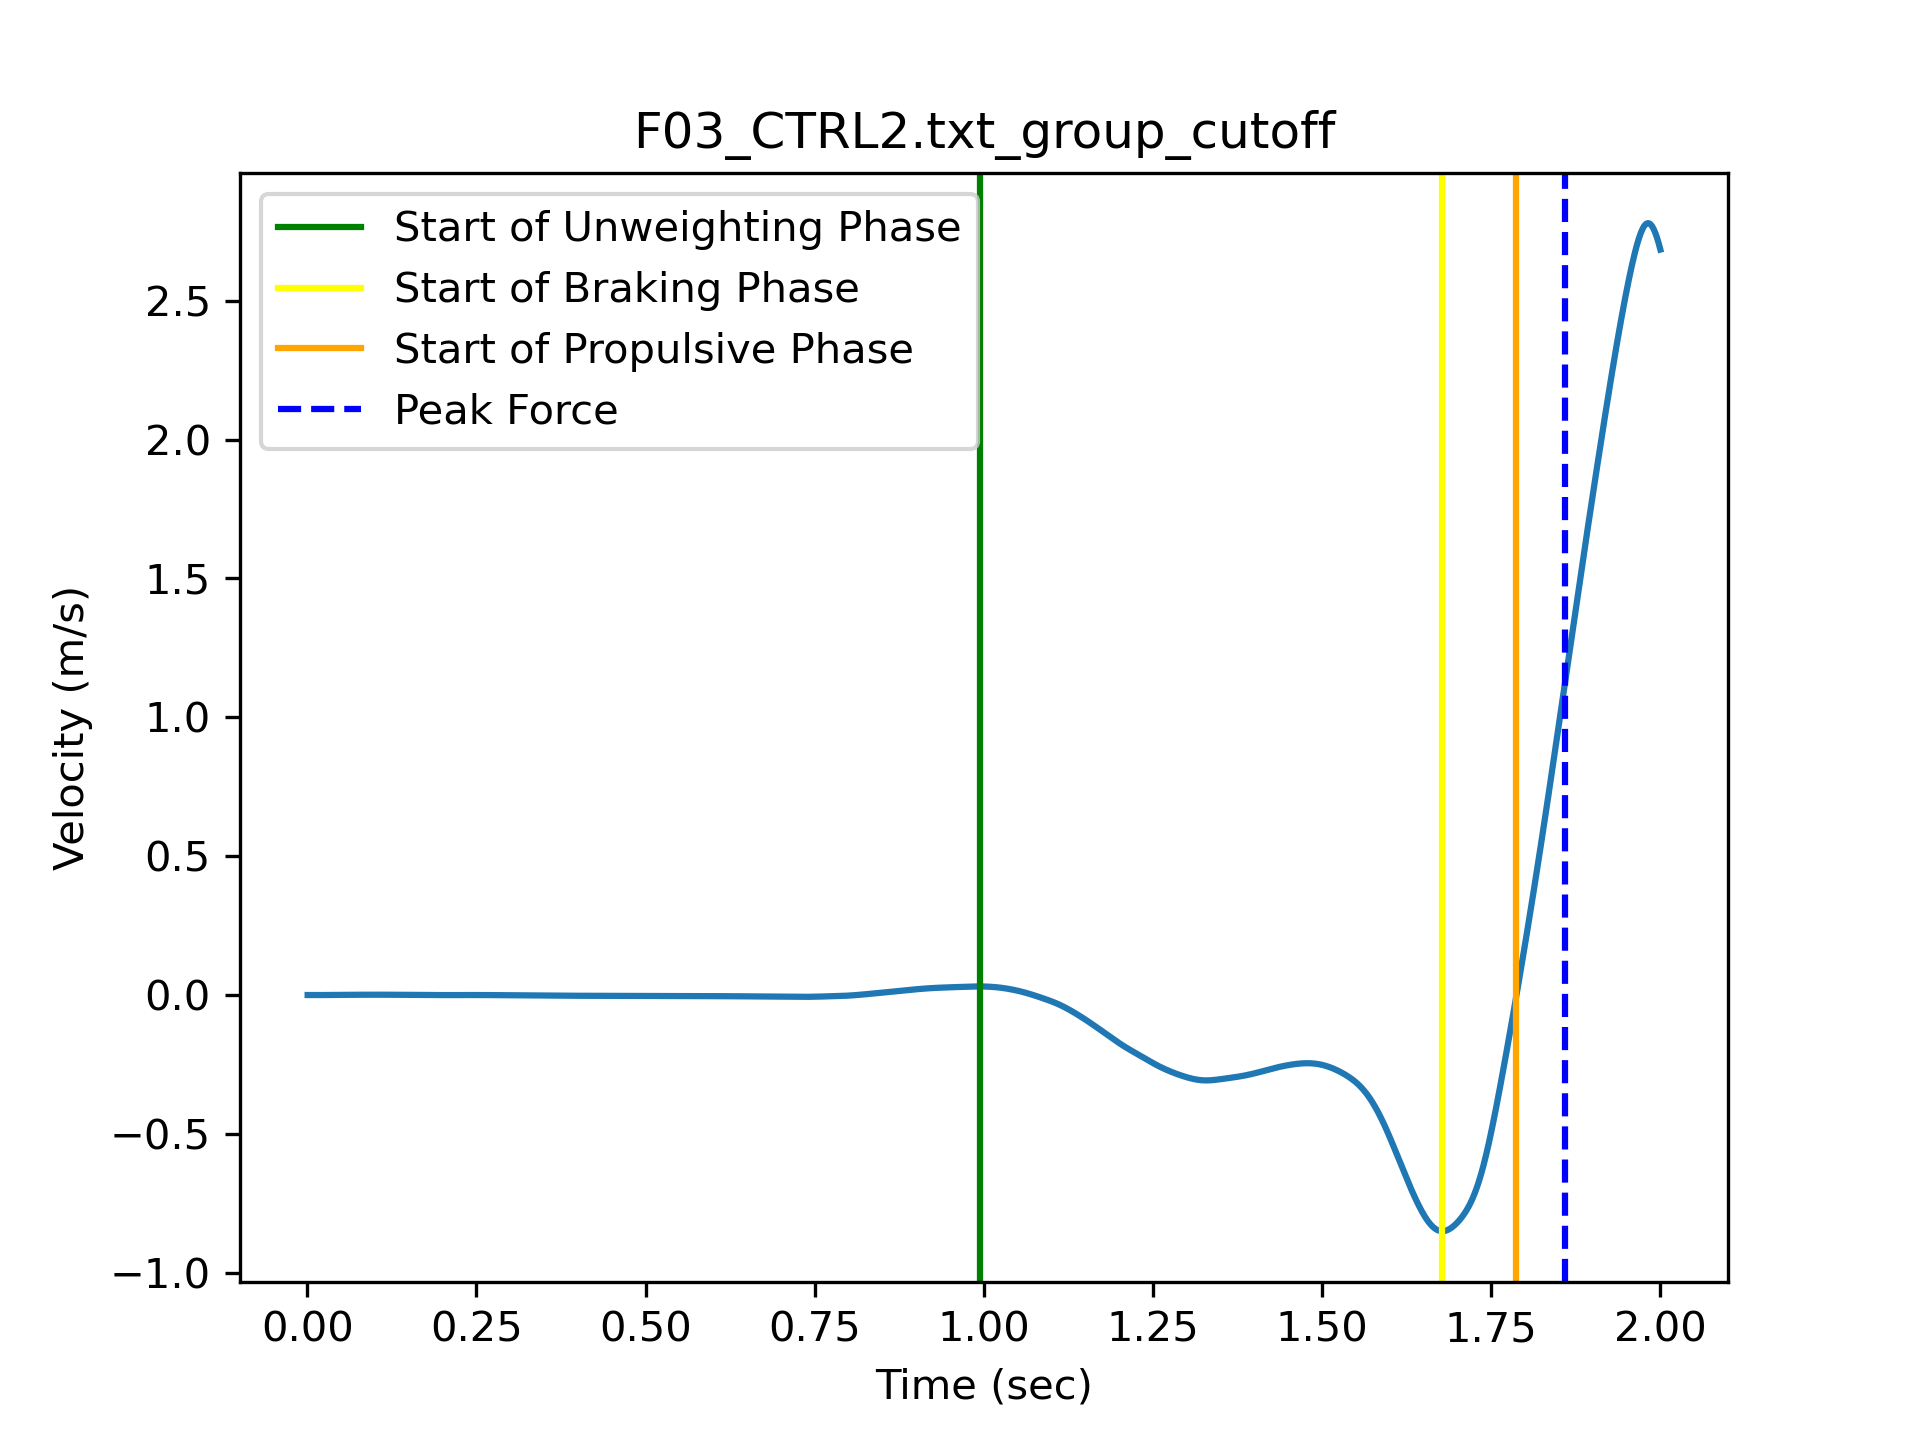 F03_CTRL2.txt_group_cutoff
Start of Unweighting Phase
Start of Braking Phase
Start of Propulsive Phase
Peak Force
Velocity (m/s)
2.5
2.0
1.5
1.0
0.5
0.0
−0.5
−1.0
0.00 0.25 0.50 0.75 1.00 1.25 1.50 1.75 2.00
Time (sec)